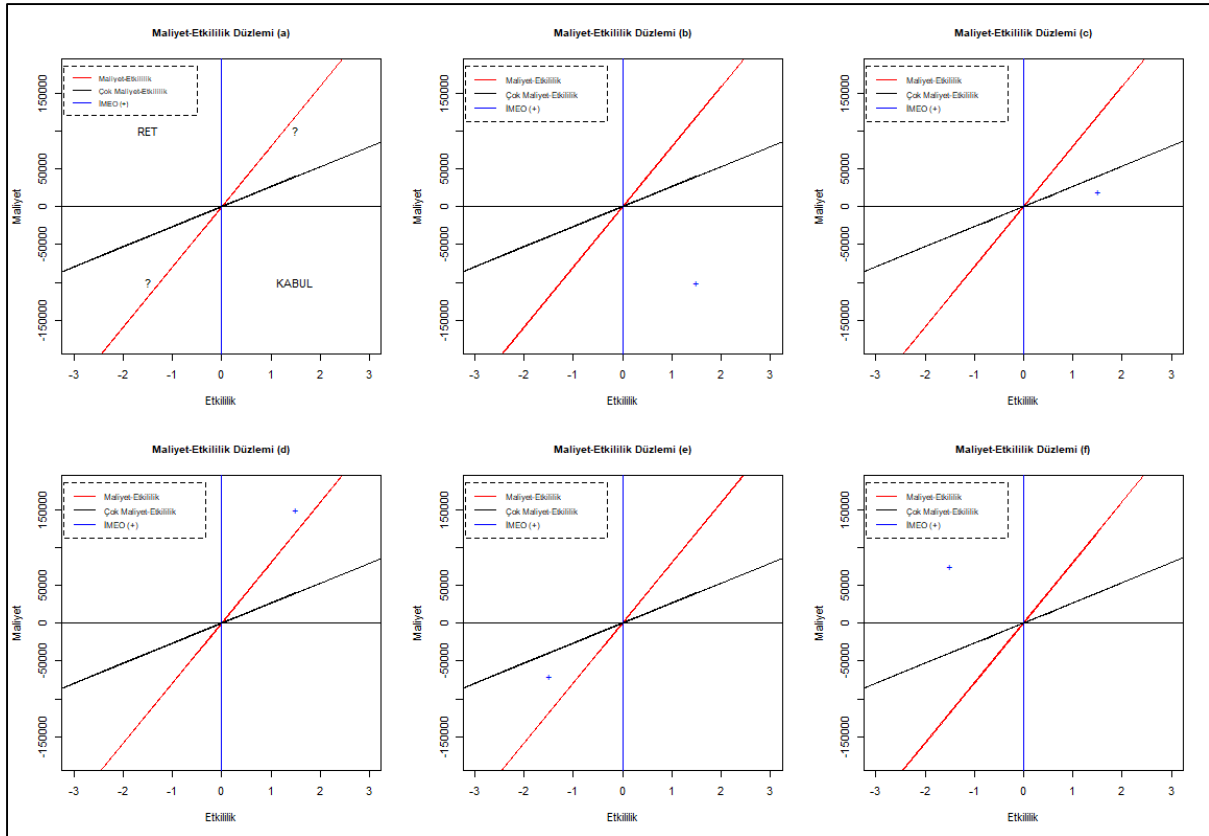 Maliyet-Etkililik Düzlemi (a)
Maliyet-Etkililik
Çok Maliyet-Etkililik
İMEO (+)
RET
?
?
KABUL
Maliyet
150000
50000
0
-50000
-150000
-3 -2 -1 0 1 2 3
Etkililik
Maliyet-Etkililik Düzlemi (b)
Maliyet-Etkililik
Çok Maliyet-Etkililik
İMEO (+)
Maliyet
150000
50000
0
-50000
-150000
-3 -2 -1 0 1 2 3
Etkililik
Maliyet-Etkililik Düzlemi (c)
Maliyet-Etkililik
Çok Maliyet-Etkililik
İMEO (+)
Maliyet
150000
50000
0
-50000
-150000
-3 -2 -1 0 1 2 3
Etkililik
Maliyet-Etkililik Düzlemi (d)
Maliyet-Etkililik
Çok Maliyet-Etkililik
İMEO (+)
Maliyet
150000
50000
0
-50000
-150000
-3 -2 -1 0 1 2 3
Etkililik
Maliyet-Etkililik Düzlemi (e)
Maliyet-Etkililik
Çok Maliyet-Etkililik
İMEO (+)
Maliyet
150000
50000
0
-50000
-150000
-3 -2 -1 0 1 2 3
Etkililik
Maliyet-Etkililik Düzlemi (f)
Maliyet-Etkililik
Çok Maliyet-Etkililik
İMEO (+)
Maliyet
150000
50000
0
-50000
-150000
-3 -2 -1 0 1 2 3
Etkililik